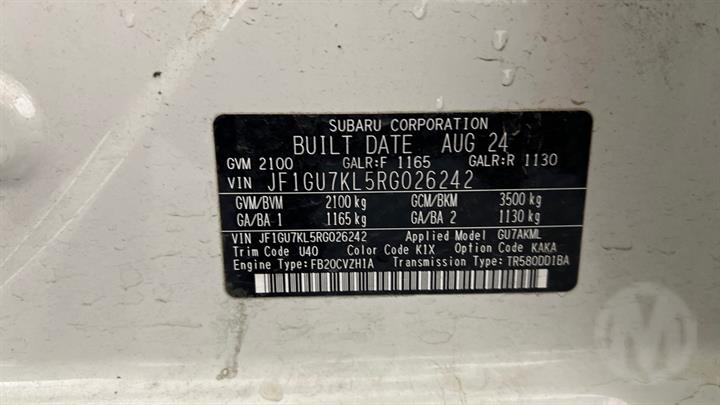 SUBARU CORPORATION
BUILT DATE AUG 24
GVM 2100 GALR:F 1165 GALR:R 1130
VIN JF1GU7KL5RG026242
GVM/BVM 2100 kg GCM/BKM 3500 kg
GA/BA 1 1165 kg GA/BA 2 1130 kg
VIN JF1GU7KL5RG026242 Applied Model GU7AKML
Trim Code U40 Color Code K1X Option Code KAKA
Engine Type:FB20CVZH1A Transmission Type TR580DD1BA
M